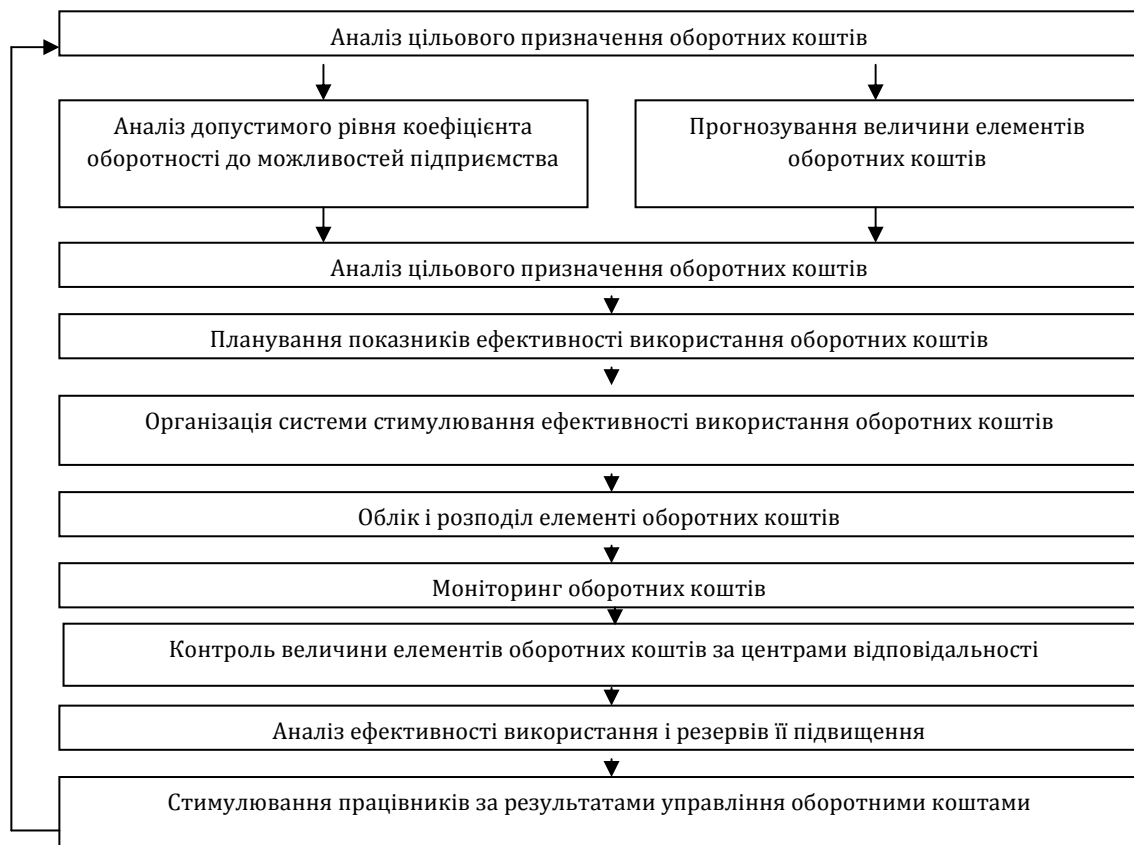 Аналіз цільового призначення оборотних коштів
Аналіз допустимого рівня коефіцієнта
оборотності до можливостей підприємства
Прогнозування величини елементів
оборотних коштів
Аналіз цільового призначення оборотних коштів
Планування показників ефективності використання оборотних коштів
Організація системи стимулювання ефективності використання оборотних коштів
Облік і розподіл елементі оборотних коштів
Моніторинг оборотних коштів
Контроль величини елементів оборотних коштів за центрами відповідальності
Аналіз ефективності використання і резервів її підвищення
Стимулювання працівників за результатами управління оборотними коштами